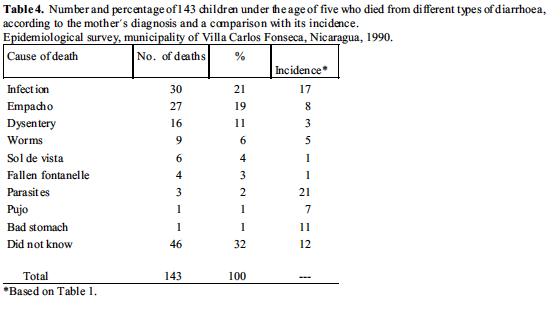 Table 4. Number and percentage of 143 children under the age of five who died from different types of diarrhoea,
according to the mother's diagnosis and a comparison with its incidence.
Epidemiological survey, municipality of Villa Carlos Fonseca, Nicaragua, 1990.
Cause of death No. of deaths % Incidence*
Infection 30 21 17
Empacho 27 19 8
Dysentery 16 11 3
Worms 9 6 5
Sol de vista 6 4 1
Fallen fontanelle 4 3 1
Parasites 3 2 21
Pujo 1 1 7
Bad stomach 1 1 11
Did not know 46 32 12
Total 143 100 ---
*Based on Table 1.